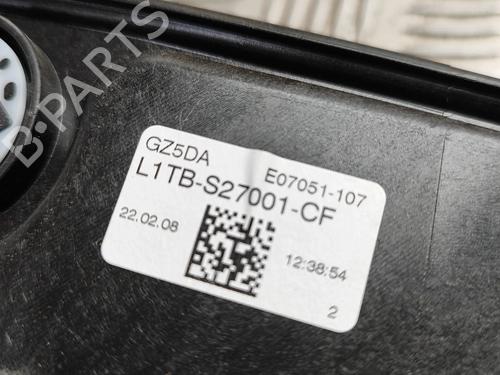 B-PARTS
GZ5DA
E07051-107
L1TB-S27001-CF
22.02.08
12:38:54
2